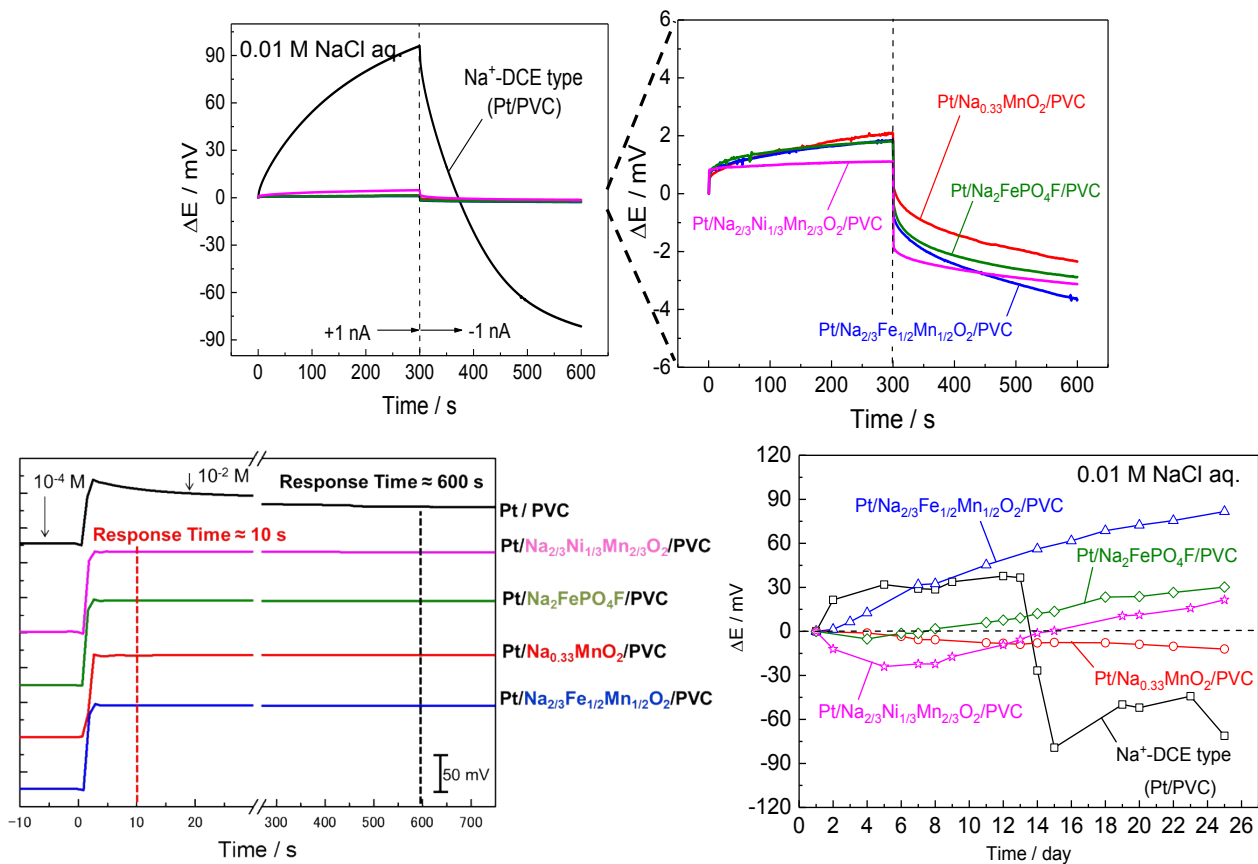 0.01 M NaCl aq.
Na⁺-DCE type
(Pt/PVC)
+1 nA
-1 nA
90
60
30
0
-30
-60
-90
ΔE / mV
0 100 200 300 400 500 600
Time / s
6
4
2
0
-2
-4
-6
ΔE / mV
Pt/Na₀.₃₃MnO₂/PVC
Pt/Na₂FePO₄F/PVC
Pt/Na₂/₃Ni₁/₃Mn₂/₃O₂/PVC
Pt/Na₂/₃Fe₁/₂Mn₁/₂O₂/PVC
0 100 200 300 400 500 600
Time / s
10⁻⁴ M
10⁻² M
Response Time ≈ 600 s
Response Time ≈ 10 s
Pt / PVC
Pt/Na₂/₃Ni₁/₃Mn₂/₃O₂/PVC
Pt/Na₂FePO₄F/PVC
Pt/Na₀.₃₃MnO₂/PVC
Pt/Na₂/₃Fe₁/₂Mn₁/₂O₂/PVC
50 mV
-10 0 10 20 30 300 400 500 600 700
Time / s
120
90
60
30
0
-30
-60
-90
-120
ΔE / mV
0.01 M NaCl aq.
Pt/Na₂/₃Fe₁/₂Mn₁/₂O₂/PVC
Pt/Na₂FePO₄F/PVC
Pt/Na₀.₃₃MnO₂/PVC
Pt/Na₂/₃Ni₁/₃Mn₂/₃O₂/PVC
Na⁺-DCE type
(Pt/PVC)
0 2 4 6 8 10 12 14 16 18 20 22 24 26
Time / day